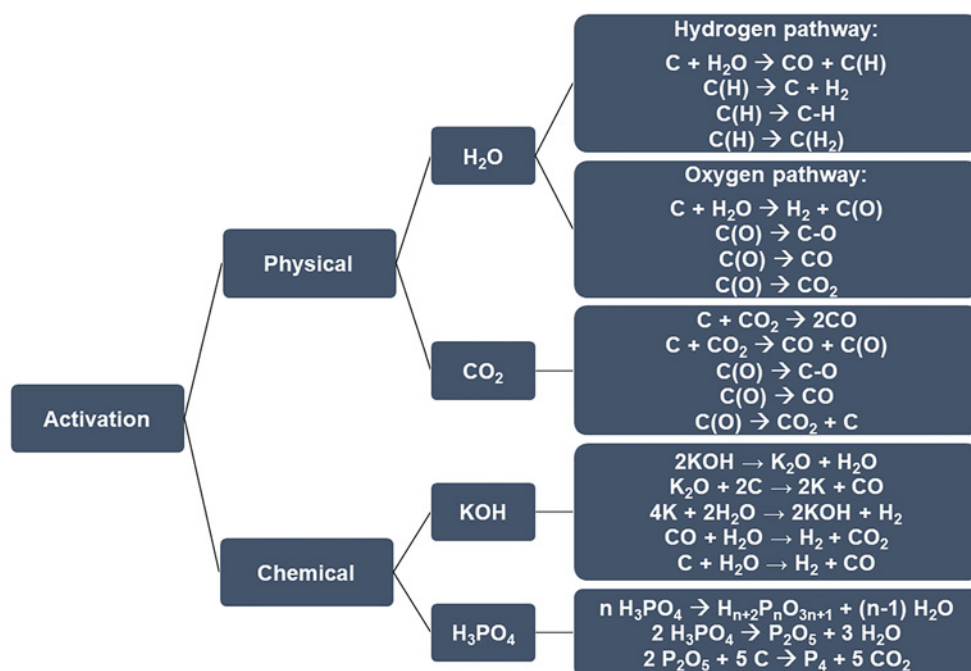 Activation
Physical
Chemical
H₂O
CO₂
KOH
H₃PO₄
Hydrogen pathway:
C + H₂O → CO + C(H)
C(H) → C + H₂
C(H) → C-H
C(H) → C(H₂)
Oxygen pathway:
C + H₂O → H₂ + C(O)
C(O) → C-O
C(O) → CO
C(O) → CO₂
C + CO₂ → 2CO
C + CO₂ → CO + C(O)
C(O) → C-O
C(O) → CO
C(O) → CO₂ + C
2KOH → K₂O + H₂O
K₂O + 2C → 2K + CO
4K + 2H₂O → 2KOH + H₂
CO + H₂O → H₂ + CO₂
C + H₂O → H₂ + CO
n H₃PO₄ → Hₙ₊₂PₙO₃ₙ₊₁ + (n-1) H₂O
2 H₃PO₄ → P₂O₅ + 3 H₂O
2 P₂O₅ + 5 C → P₄ + 5 CO₂